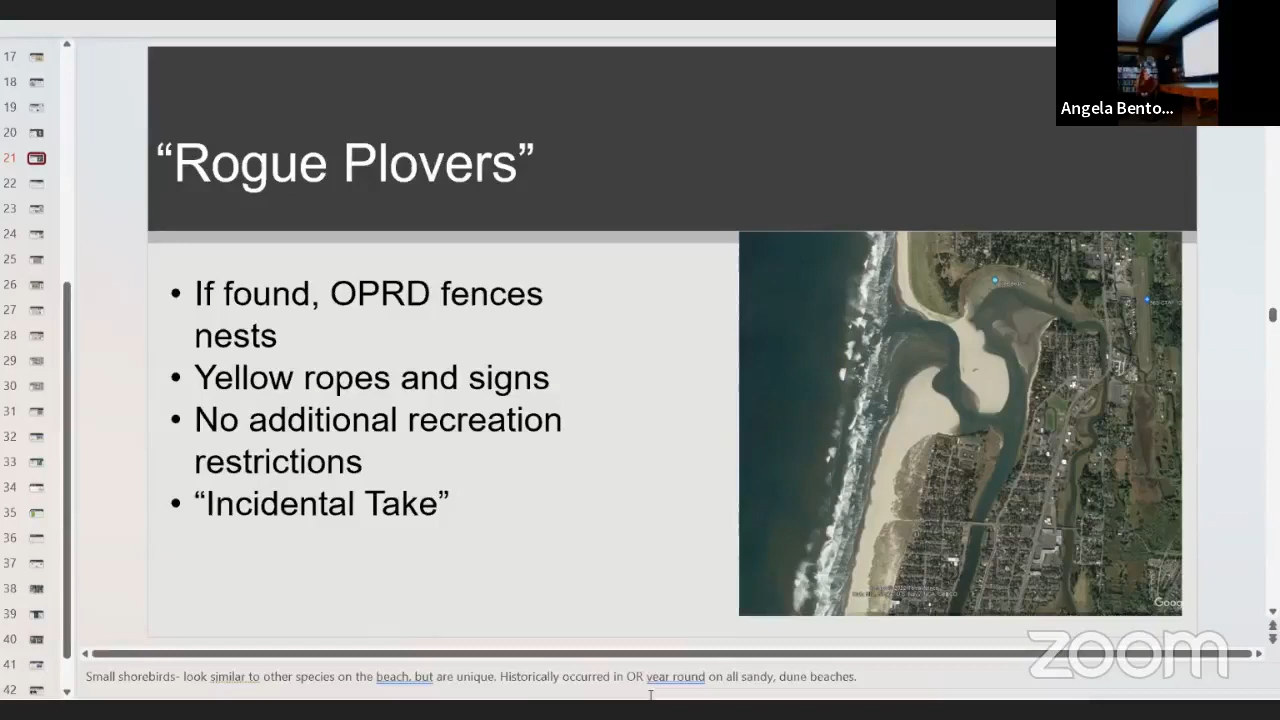 Angela Bento...
17
18
19
20
21
22
23
24
25
26
27
28
29
30
31
32
33
34
35
36
37
38
39
40
41
42
“Rogue Plovers”
• If found, OPRD fences
nests
• Yellow ropes and signs
• No additional recreation
restrictions
• “Incidental Take”
Goog
zoom
Small shorebirds- look similar to other species on the beach, but are unique. Historically occurred in OR year round on all sandy, dune beaches.